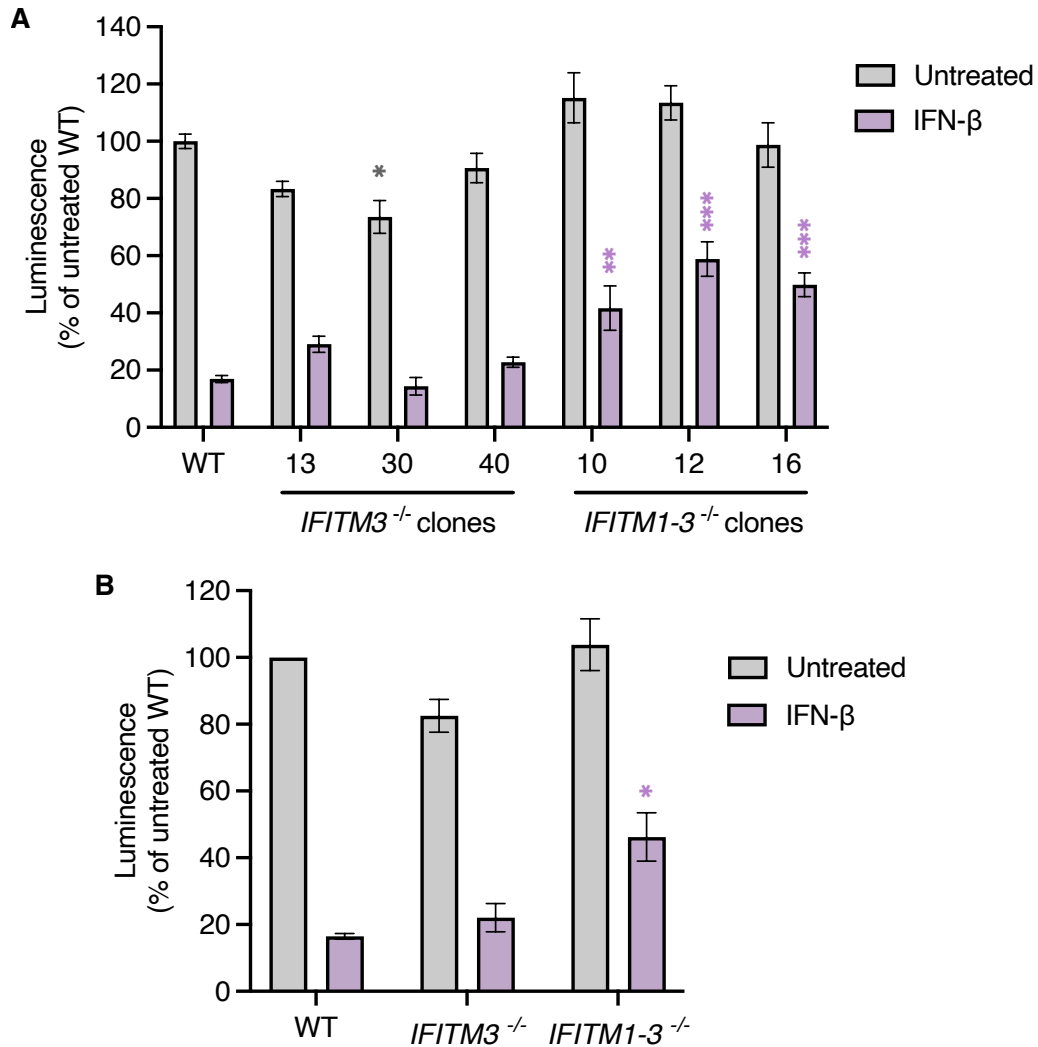 A
140
120
100
80
60
40
20
0
Luminescence
(% of untreated WT)
Untreated
IFN-β
*
**
***
***
WT 13 30 40 10 12 16
IFITM3 -/- clones IFITM1-3 -/- clones
B
120
100
80
60
40
20
0
Luminescence
(% of untreated WT)
Untreated
IFN-β
*
WT IFITM3 -/- IFITM1-3 -/-